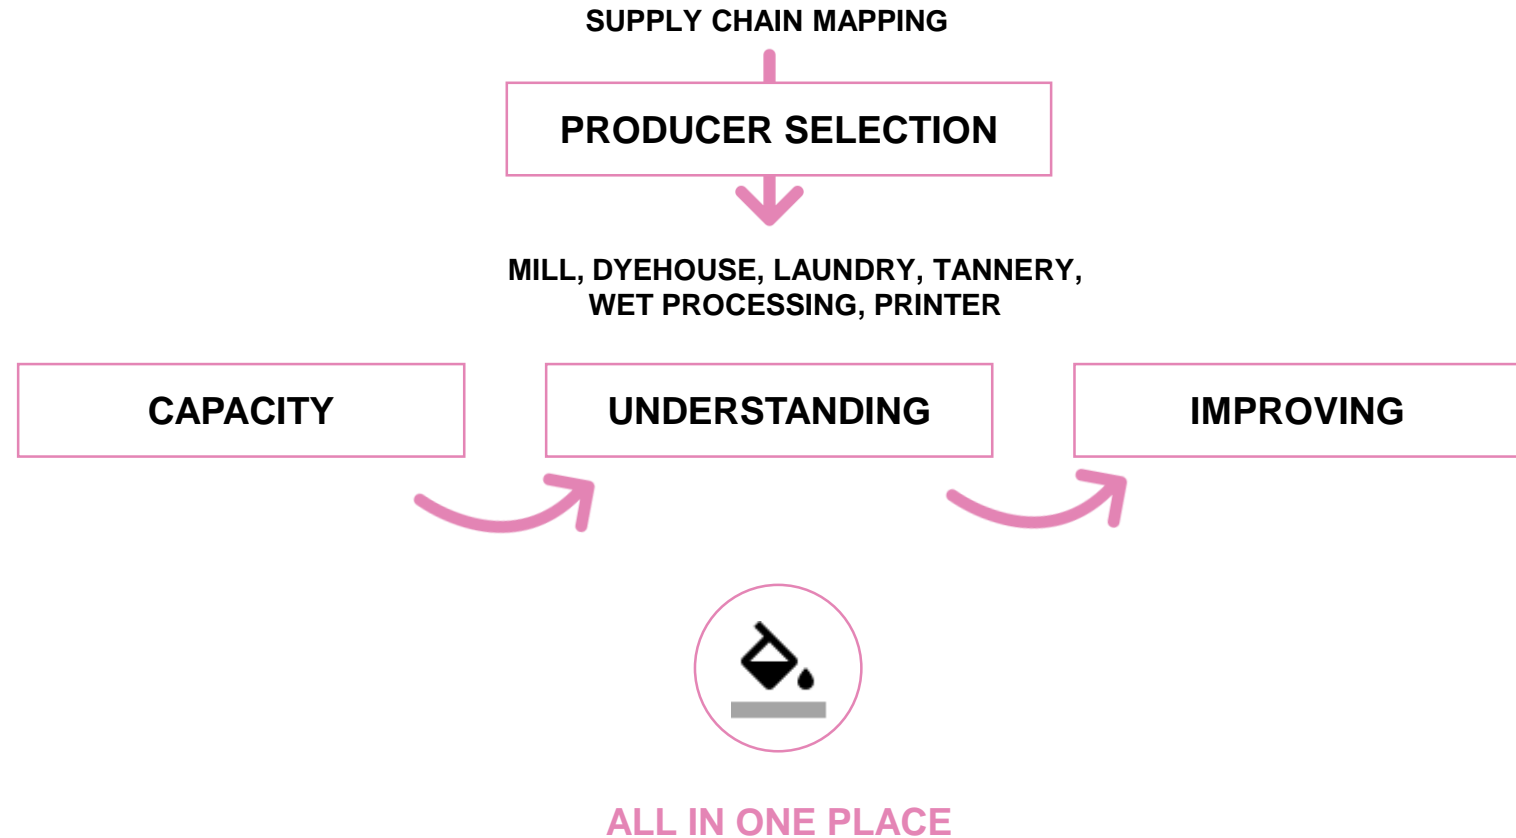 SUPPLY CHAIN MAPPING
PRODUCER SELECTION
MILL, DYEHOUSE, LAUNDRY, TANNERY,
WET PROCESSING, PRINTER
CAPACITY
UNDERSTANDING
IMPROVING
ALL IN ONE PLACE